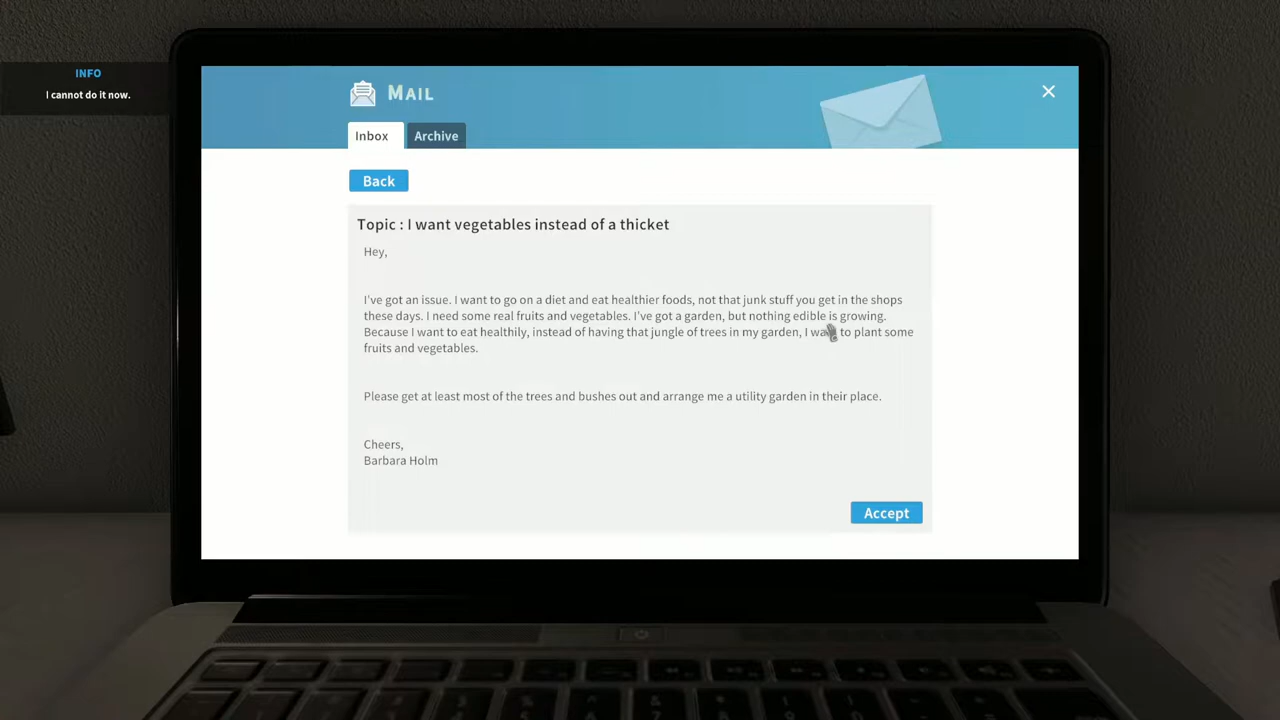 INFO
I cannot do it now.
MAIL
Inbox
Archive
Back
Topic : I want vegetables instead of a thicket
Hey,
I've got an issue. I want to go on a diet and eat healthier foods, not that junk stuff you get in the shops
these days. I need some real fruits and vegetables. I've got a garden, but nothing edible is growing.
Because I want to eat healthily, instead of having that jungle of trees in my garden, I want to plant some
fruits and vegetables.
Please get at least most of the trees and bushes out and arrange me a utility garden in their place.
Cheers,
Barbara Holm
Accept